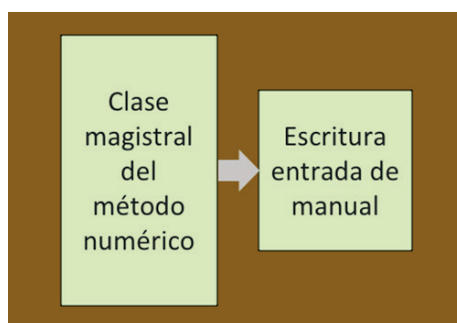 Clase
magistral
del
método
numérico
Escritura
entrada de
manual